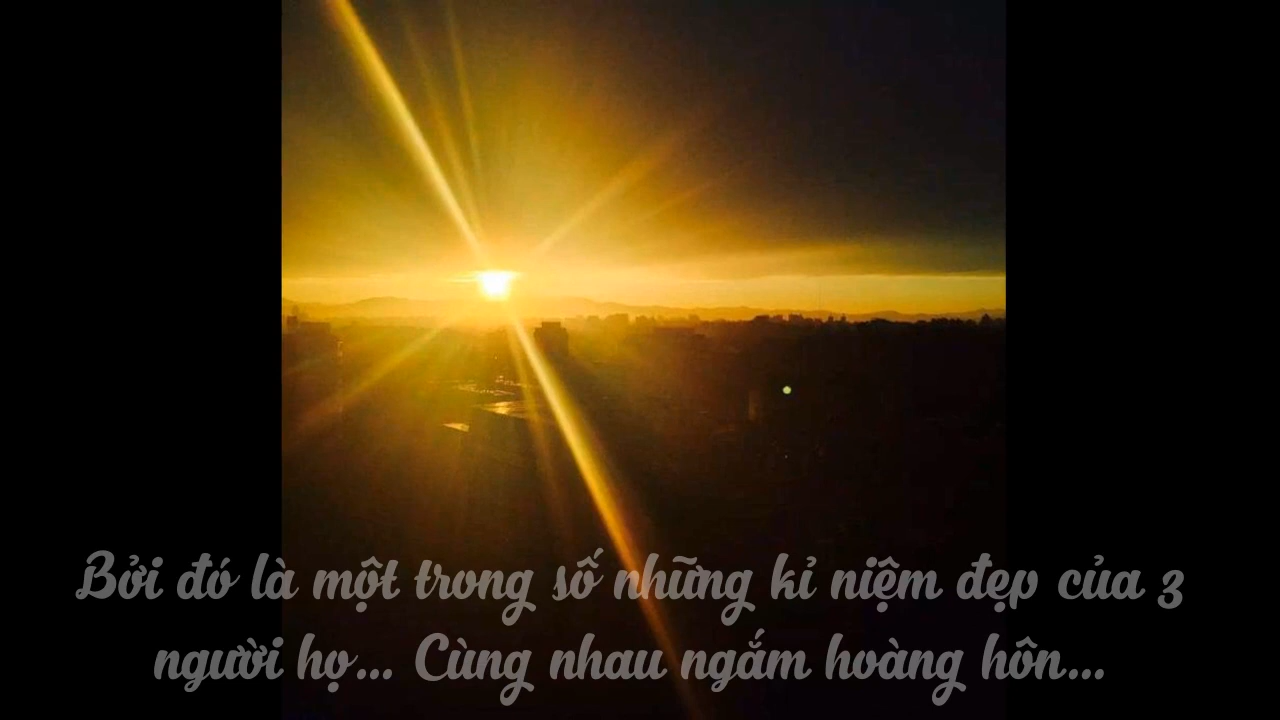 Bởi đó là một trong số những kỉ niệm đẹp của 3
người họ... Cùng nhau ngắm hoàng hôn...